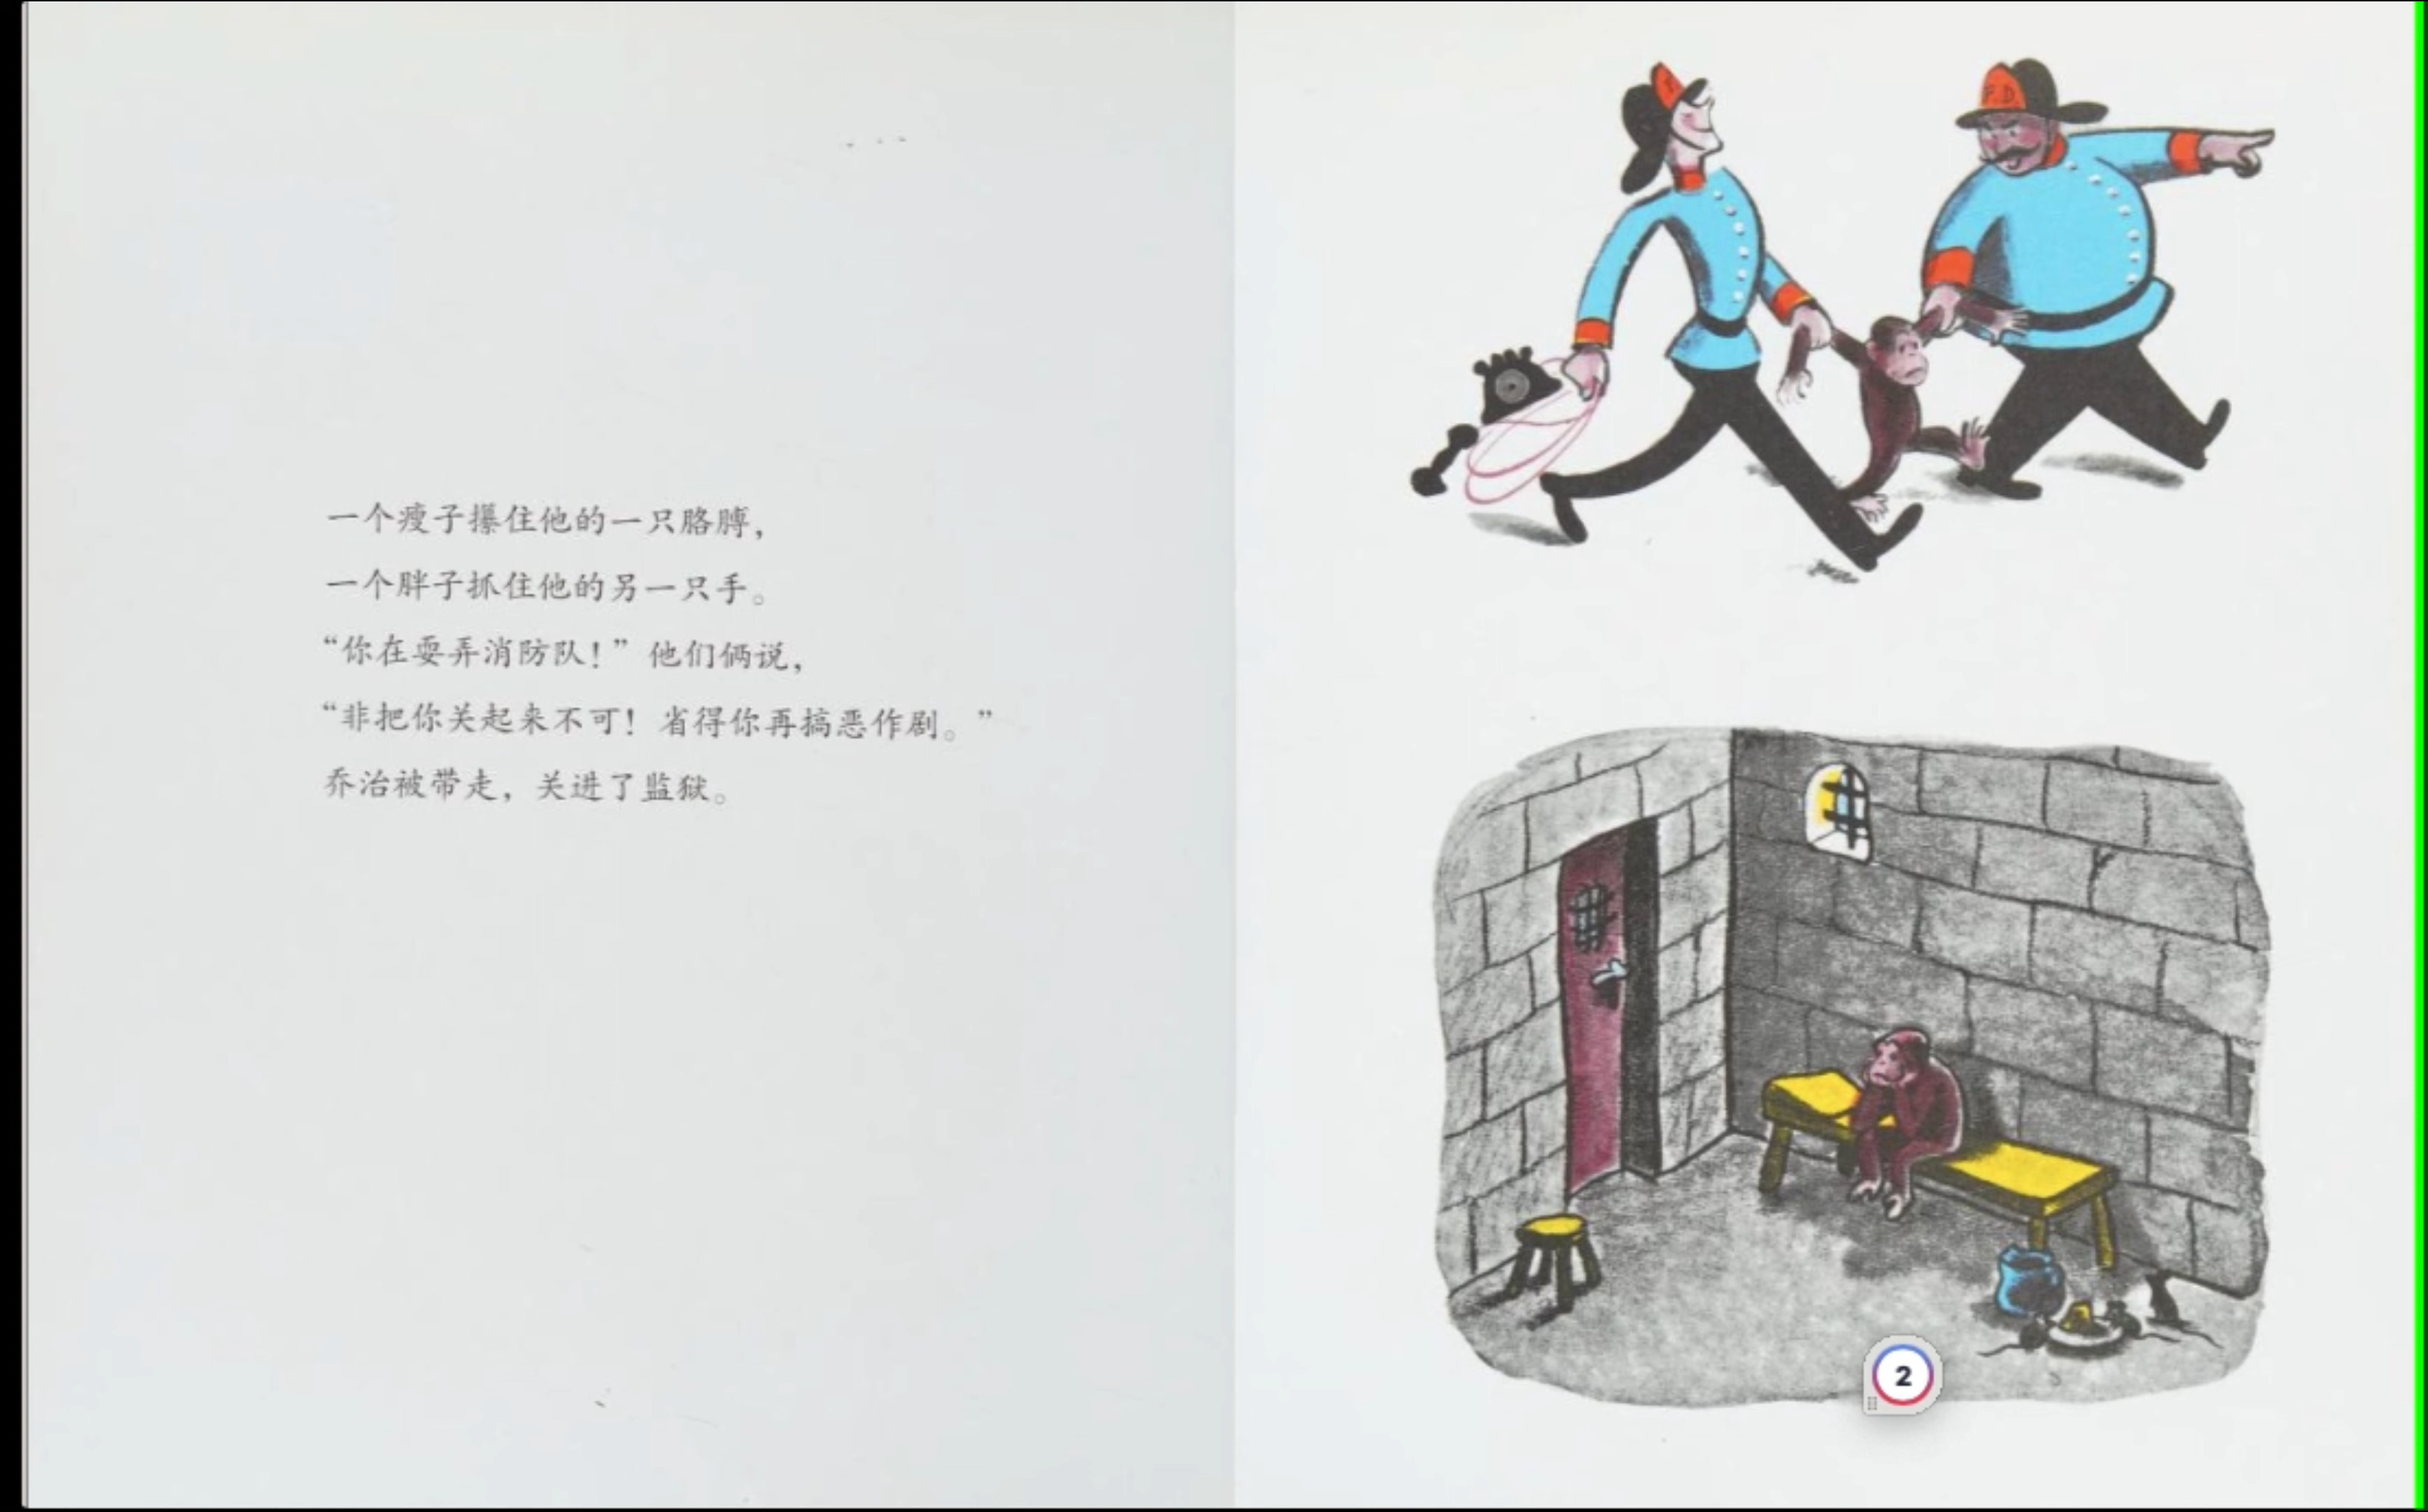 一个瘦子攥住他的一只胳膊，
一个胖子抓住他的另一只手。
“你在耍弄消防队！”他们俩说，
“非把你关起来不可！省得你再搞恶作剧。”
乔治被带走，关进了监狱。
F.D.
2